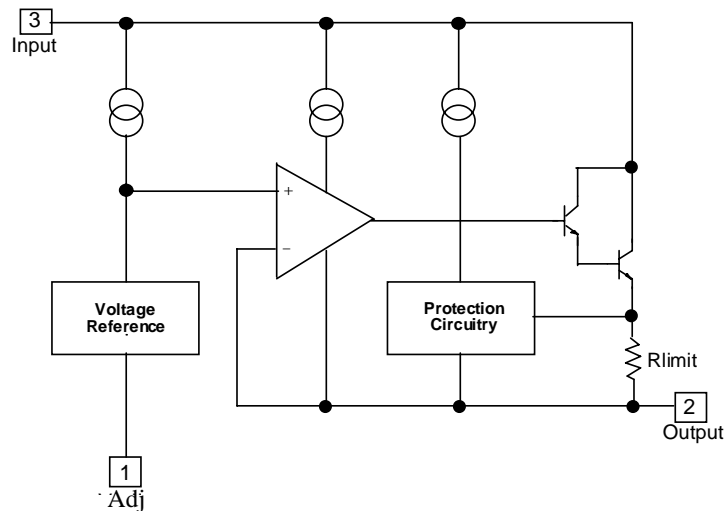 3
Input
+
−
Voltage
Reference
Protection
Circuitry
Rlimit
2
Output
1
Adj